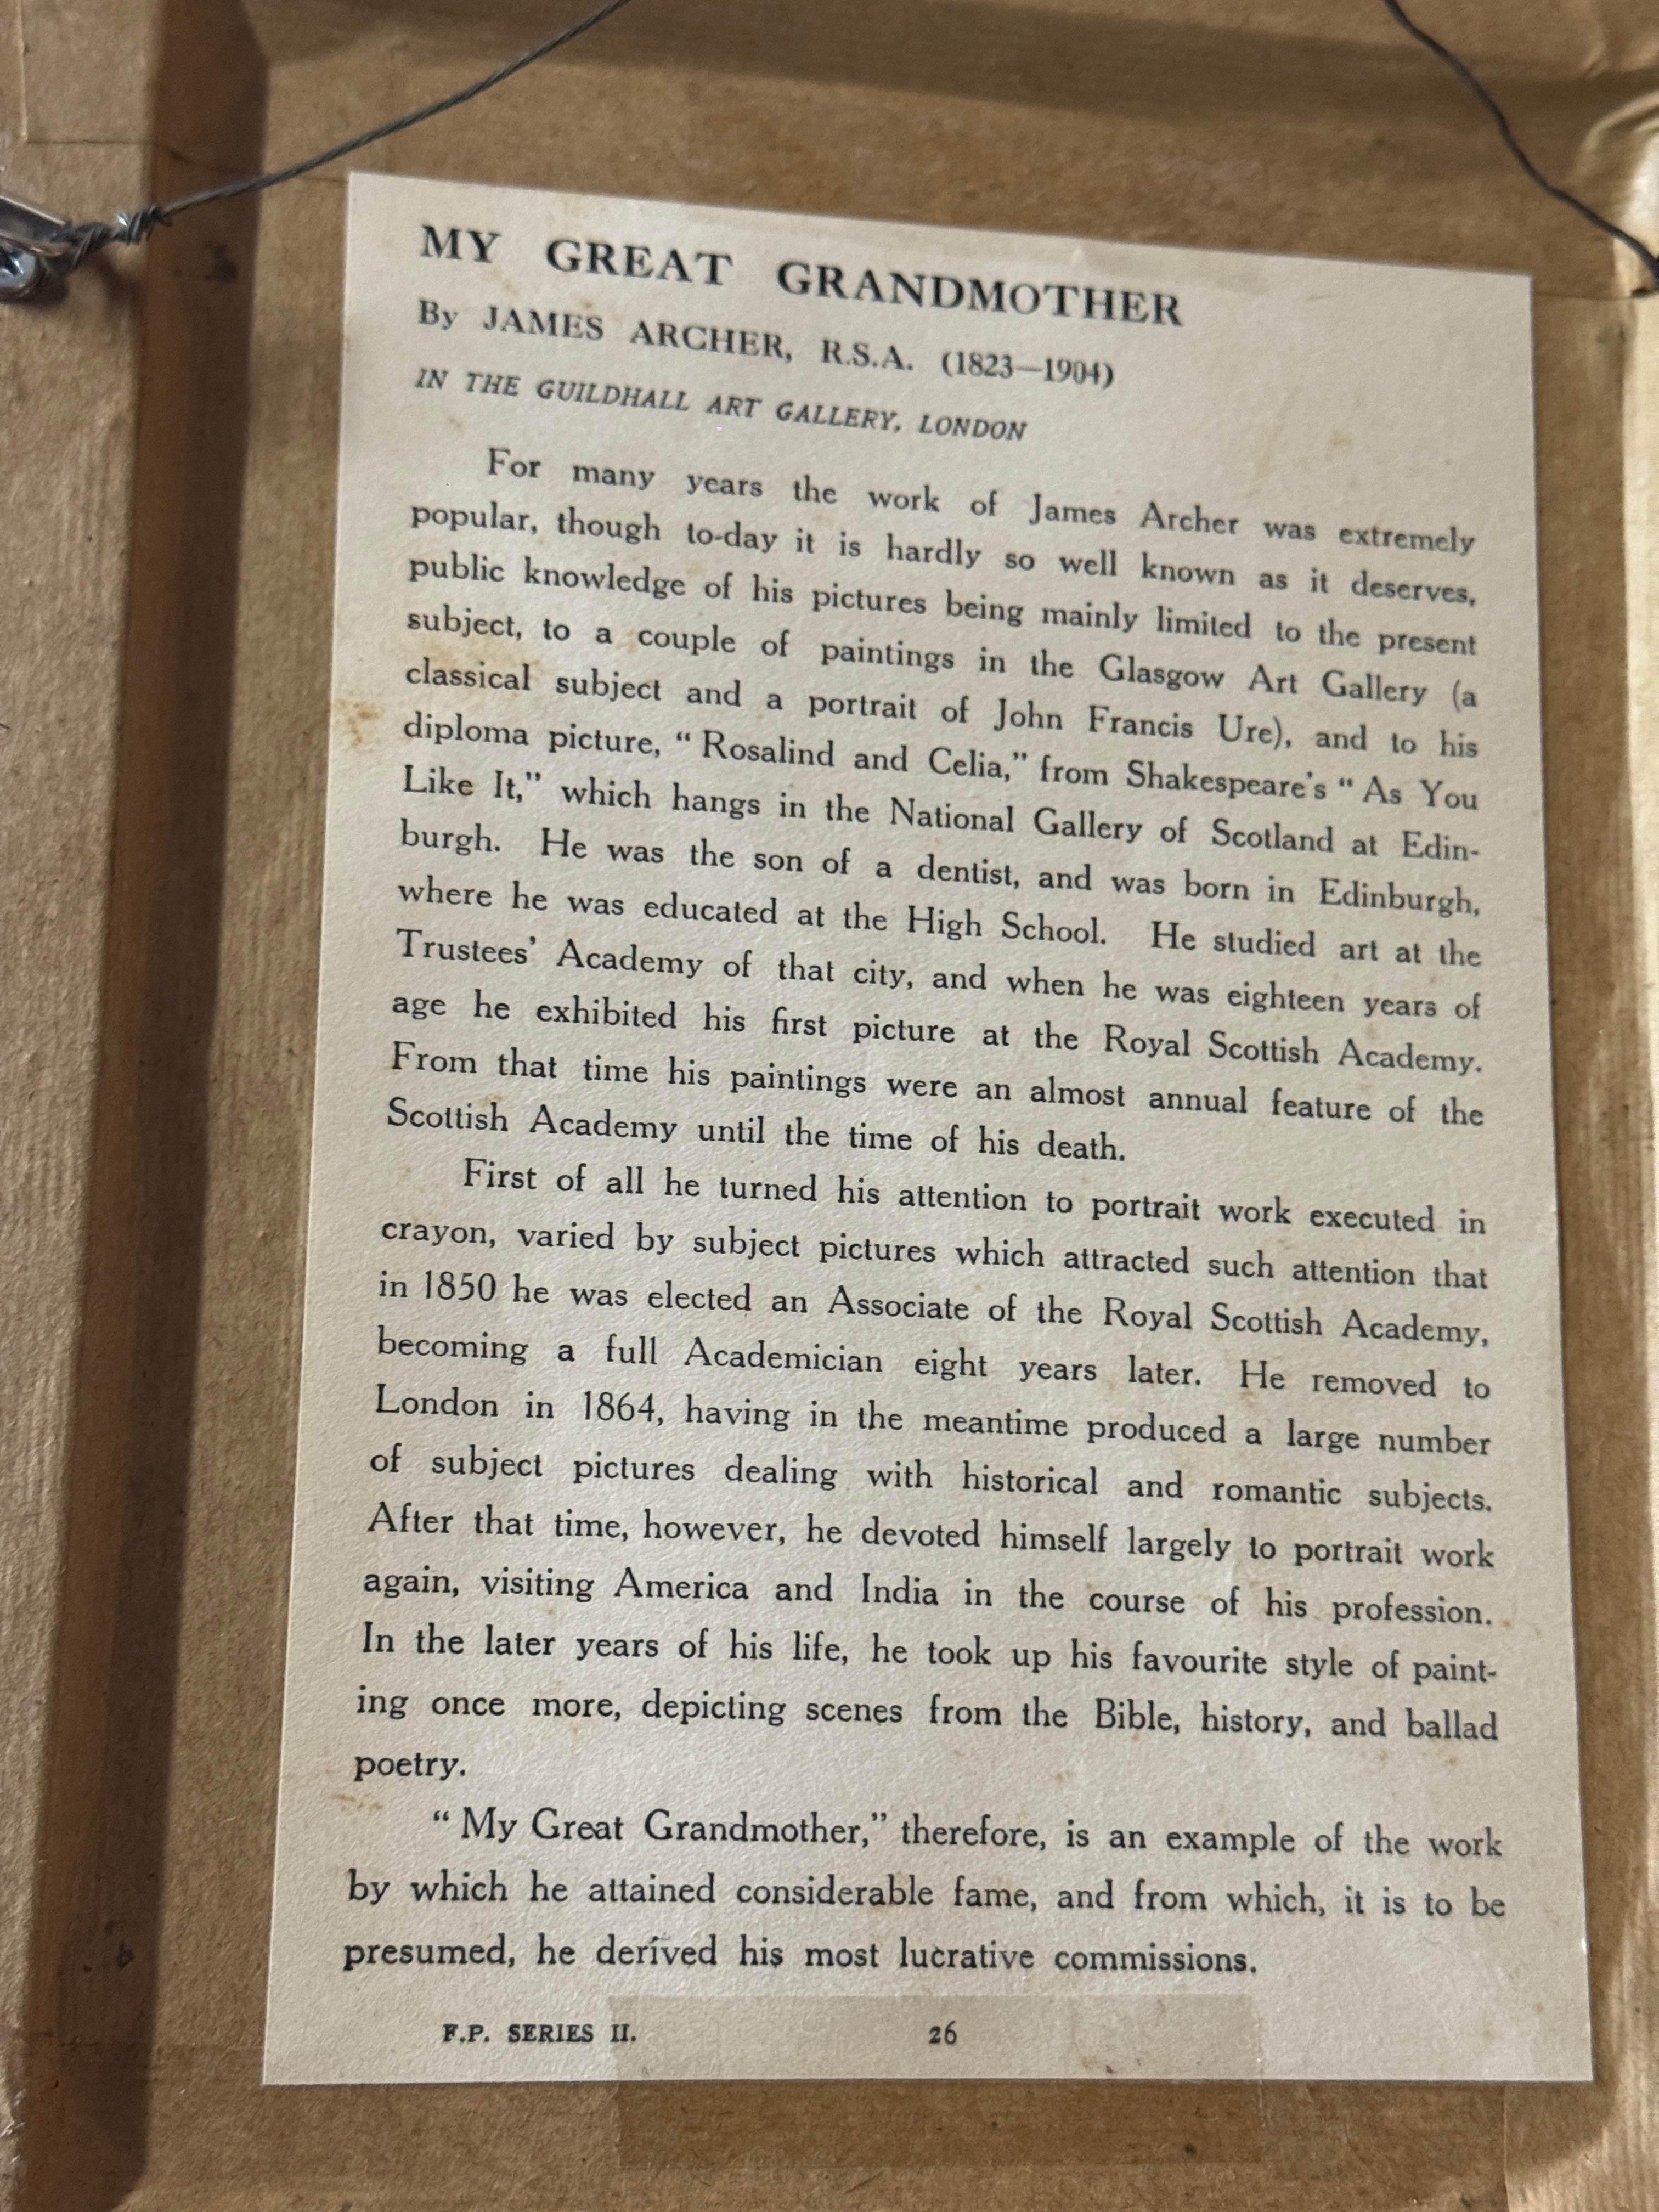 MY GREAT GRANDMOTHER
By JAMES ARCHER, R.S.A. (1823—1904)
IN THE GUILDHALL ART GALLERY, LONDON
For many years the work of James Archer was extremely
popular, though to-day it is hardly so well known as it deserves,
public knowledge of his pictures being mainly limited to the present
subject, to a couple of paintings in the Glasgow Art Gallery (a
classical subject and a portrait of John Francis Ure), and to his
diploma picture, “ Rosalind and Celia,” from Shakespeare's “ As You
Like It,” which hangs in the National Gallery of Scotland at Edin-
burgh. He was the son of a dentist, and was born in Edinburgh,
where he was educated at the High School. He studied art at the
Trustees' Academy of that city, and when he was eighteen years of
age he exhibited his first picture at the Royal Scottish Academy.
From that time his paintings were an almost annual feature of the
Scottish Academy until the time of his death.
First of all he turned his attention to portrait work executed in
crayon, varied by subject pictures which attracted such attention that
in 1850 he was elected an Associate of the Royal Scottish Academy,
becoming a full Academician eight years later. He removed to
London in 1864, having in the meantime produced a large number
of subject pictures dealing with historical and romantic subjects.
After that time, however, he devoted himself largely to portrait work
again, visiting America and India in the course of his profession.
In the later years of his life, he took up his favourite style of paint-
ing once more, depicting scenes from the Bible, history, and ballad
poetry.
“ My Great Grandmother,” therefore, is an example of the work
by which he attained considerable fame, and from which, it is to be
presumed, he derived his most lucrative commissions.
F.P. SERIES II. 26